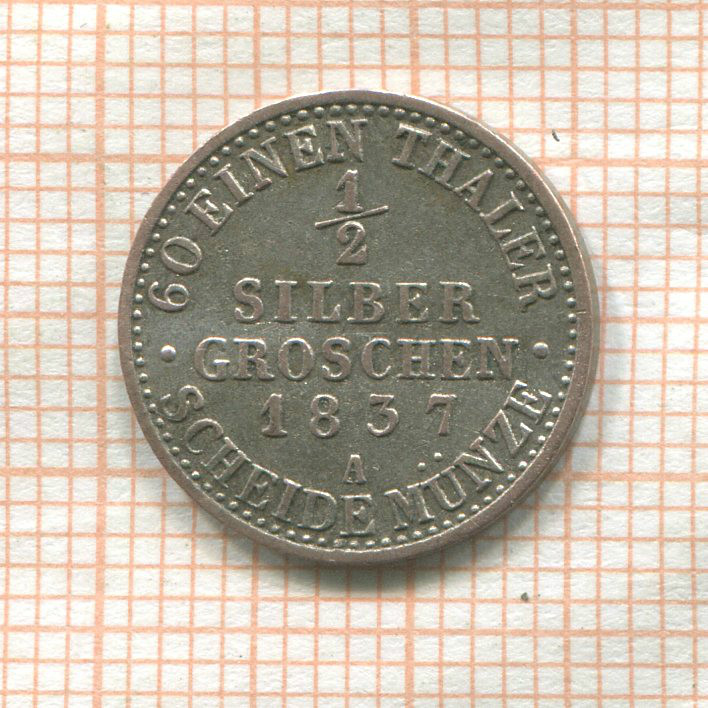 60 EINEN THALER
1/2
SILBER
• GROSCHEN •
1837
A
SCHEIDE MÜNZE